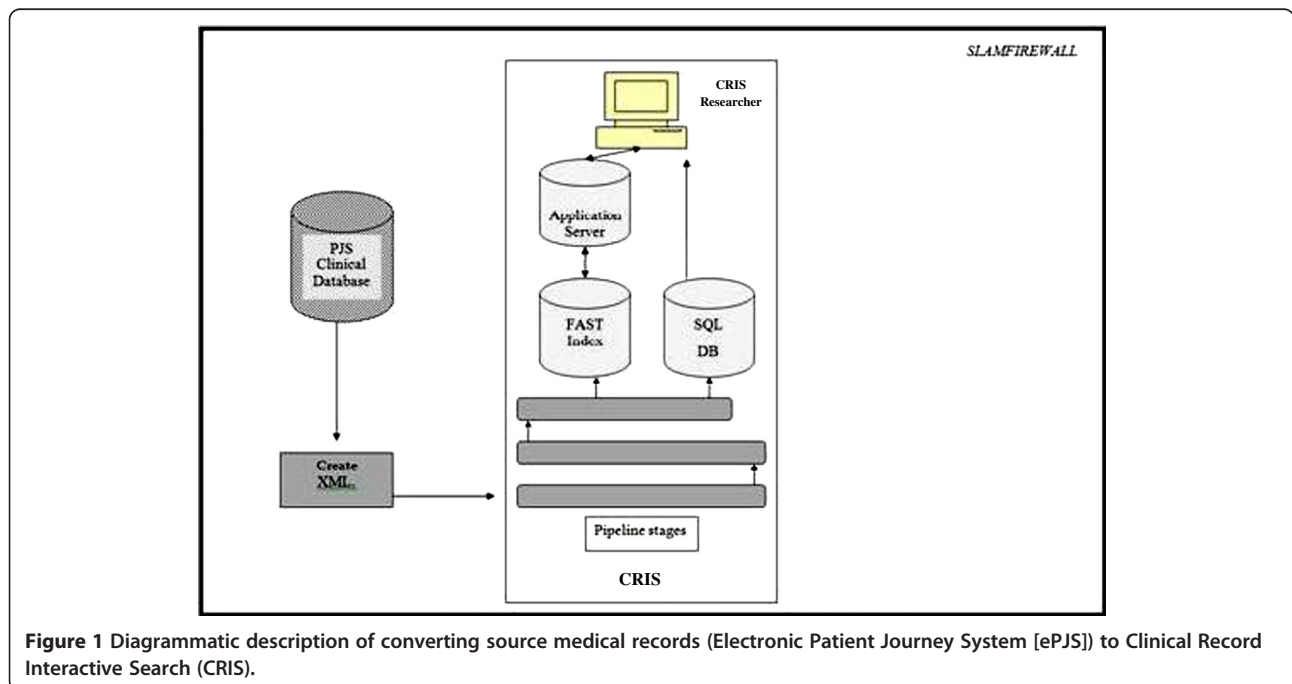 SLAMFIREWALL
CRIS
Researcher
Application
Server
PJS
Clinical
Database
FAST
Index
SQL
DB
Create
XML.
Pipeline stages
CRIS
Figure 1 Diagrammatic description of converting source medical records (Electronic Patient Journey System [ePJS]) to Clinical Record
Interactive Search (CRIS).